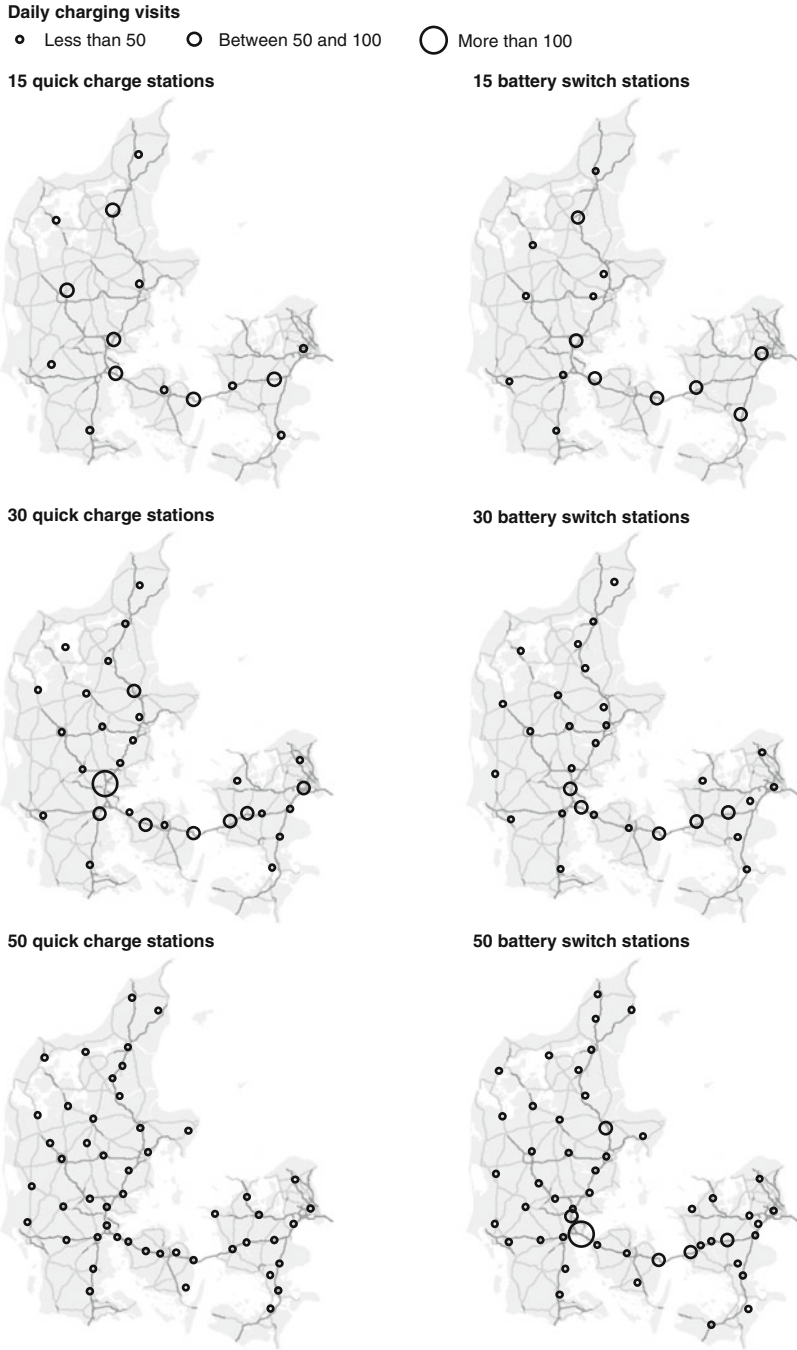 Daily charging visits
Less than 50 Between 50 and 100 More than 100
15 quick charge stations 15 battery switch stations
30 quick charge stations 30 battery switch stations
50 quick charge stations 50 battery switch stations